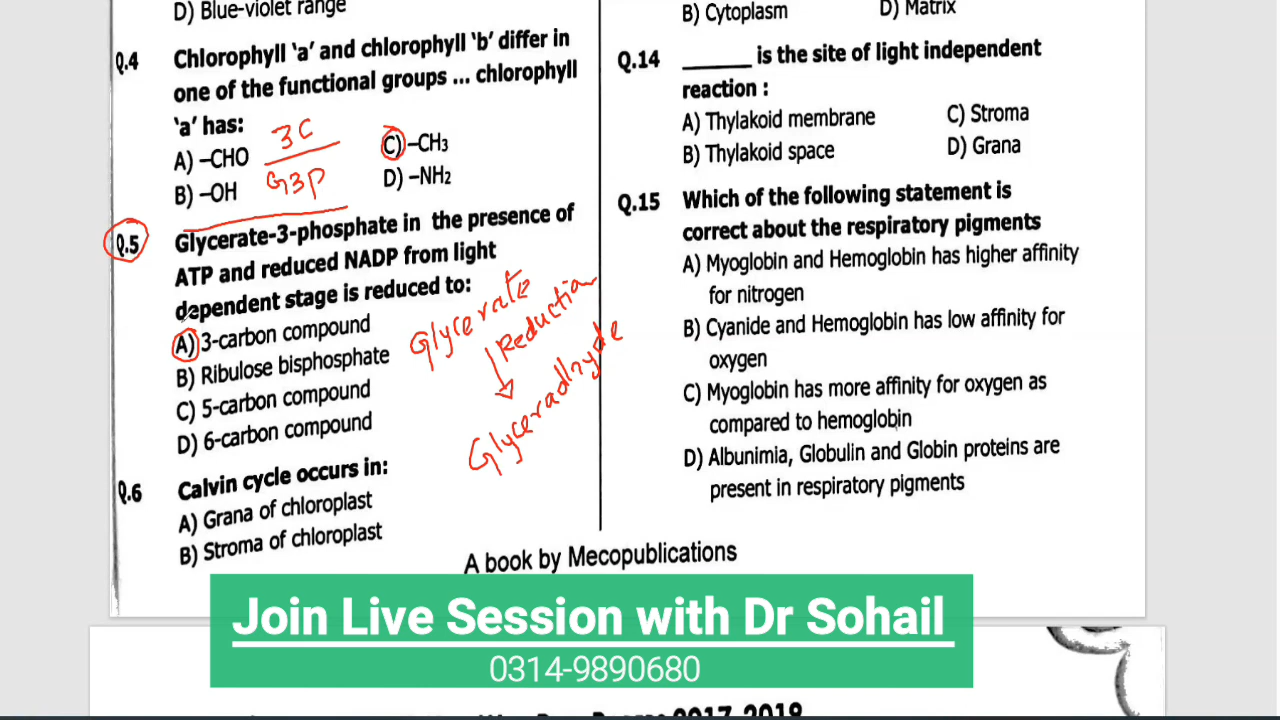 D) Blue-violet range
Q.4 Chlorophyll 'a' and chlorophyll 'b' differ in
one of the functional groups ... chlorophyll
'a' has:
A) –CHO
B) –OH
C) –CH₃
D) –NH₂
3C
G3P
Q.5 Glycerate-3-phosphate in the presence of
ATP and reduced NADP from light
dependent stage is reduced to:
A) 3-carbon compound
B) Ribulose bisphosphate
C) 5-carbon compound
D) 6-carbon compound
Glycerate
Reduction
Glyceradhyde
Q.6 Calvin cycle occurs in:
A) Grana of chloroplast
B) Stroma of chloroplast
B) Cytoplasm
D) Matrix
Q.14 ______ is the site of light independent
reaction :
A) Thylakoid membrane
C) Stroma
B) Thylakoid space
D) Grana
Q.15 Which of the following statement is
correct about the respiratory pigments
A) Myoglobin and Hemoglobin has higher affinity
for nitrogen
B) Cyanide and Hemoglobin has low affinity for
oxygen
C) Myoglobin has more affinity for oxygen as
compared to hemoglobin
D) Albunimia, Globulin and Globin proteins are
present in respiratory pigments
A book by Mecopublications
Join Live Session with Dr Sohail
0314-9890680
2017-2019